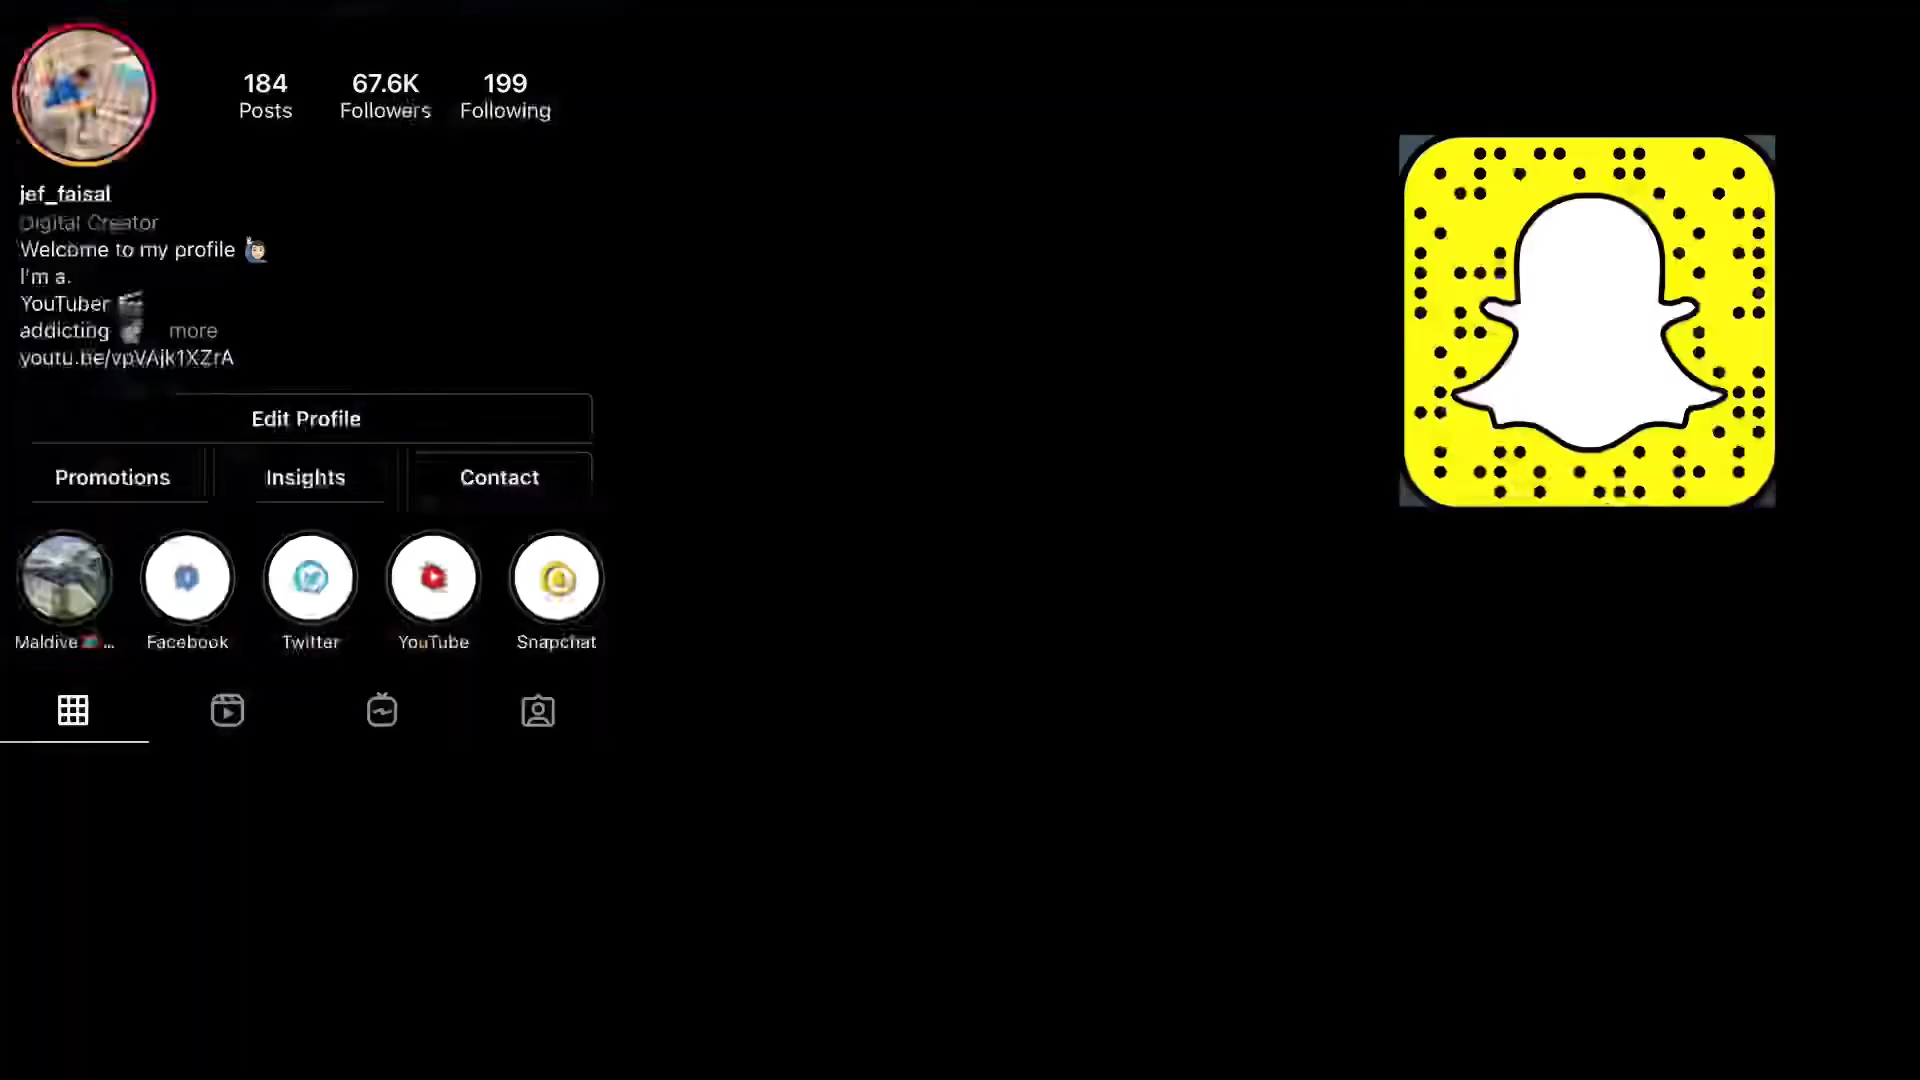 184 67.6K 199
Posts Followers Following
jef_faisal
Digital Creator
Welcome to my profile 🙋🏻‍♂️
I'm a.
YouTuber 🎬
addicting more
youtu.be/vpVAjk1XZrA
Edit Profile
Promotions Insights Contact
Maldive 🇲🇻... Facebook Twitter YouTube Snapchat